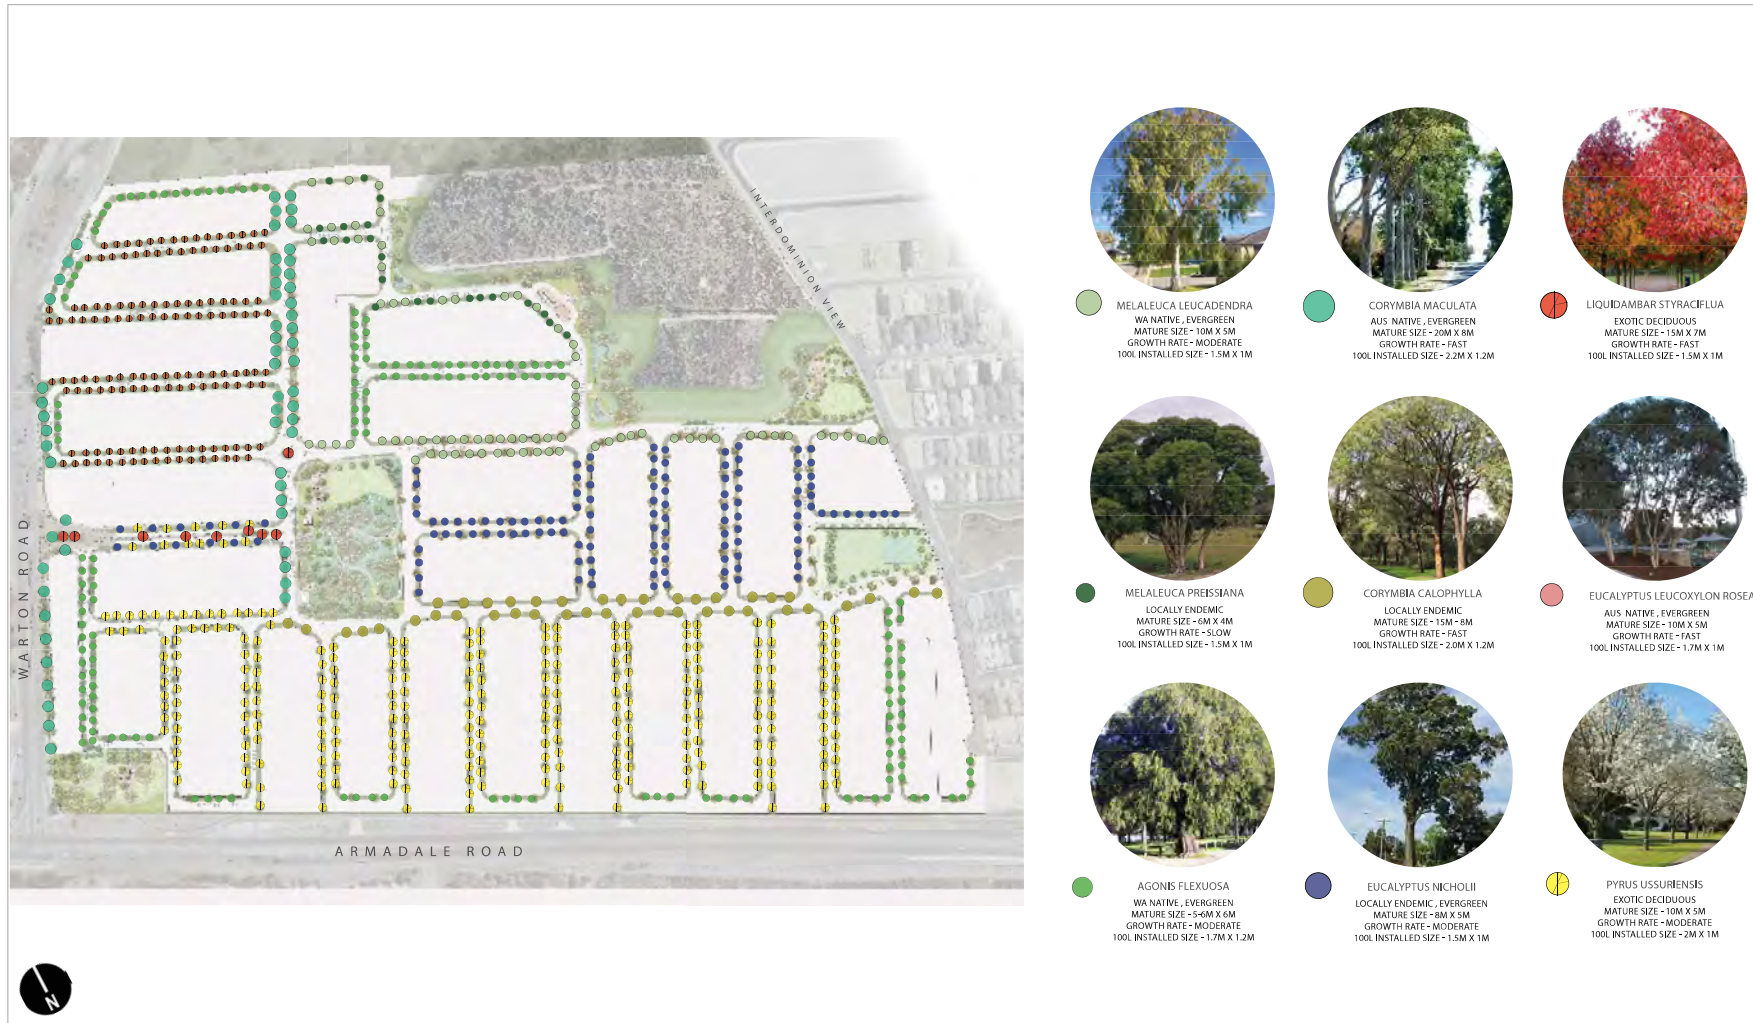 INTERDOMINION VIEW
WARTON ROAD
ARMADALE ROAD
N
MELALEUCA LEUCADENDRA
WA NATIVE , EVERGREEN
MATURE SIZE - 10M X 5M
GROWTH RATE - MODERATE
100L INSTALLED SIZE - 1.5M X 1M
CORYMBIA MACULATA
AUS NATIVE , EVERGREEN
MATURE SIZE - 20M X 8M
GROWTH RATE - FAST
100L INSTALLED SIZE - 2.2M X 1.2M
LIQUIDAMBAR STYRACIFLUA
EXOTIC DECIDUOUS
MATURE SIZE - 15M X 7M
GROWTH RATE - FAST
100L INSTALLED SIZE - 1.5M X 1M
MELALEUCA PREISSIANA
LOCALLY ENDEMIC
MATURE SIZE - 6M X 4M
GROWTH RATE - SLOW
100L INSTALLED SIZE - 1.5M X 1M
CORYMBIA CALOPHYLLA
LOCALLY ENDEMIC
MATURE SIZE - 15M - 8M
GROWTH RATE - FAST
100L INSTALLED SIZE - 2.0M X 1.2M
EUCALYPTUS LEUCOXYLON ROSEA
AUS NATIVE , EVERGREEN
MATURE SIZE - 10M X 5M
GROWTH RATE - FAST
100L INSTALLED SIZE - 1.7M X 1M
AGONIS FLEXUOSA
WA NATIVE , EVERGREEN
MATURE SIZE - 5-6M X 6M
GROWTH RATE - MODERATE
100L INSTALLED SIZE - 1.7M X 1.2M
EUCALYPTUS NICHOLII
LOCALLY ENDEMIC , EVERGREEN
MATURE SIZE - 8M X 5M
GROWTH RATE - MODERATE
100L INSTALLED SIZE - 1.5M X 1M
PYRUS USSURIENSIS
EXOTIC DECIDUOUS
MATURE SIZE - 10M X 5M
GROWTH RATE - MODERATE
100L INSTALLED SIZE - 2M X 1M